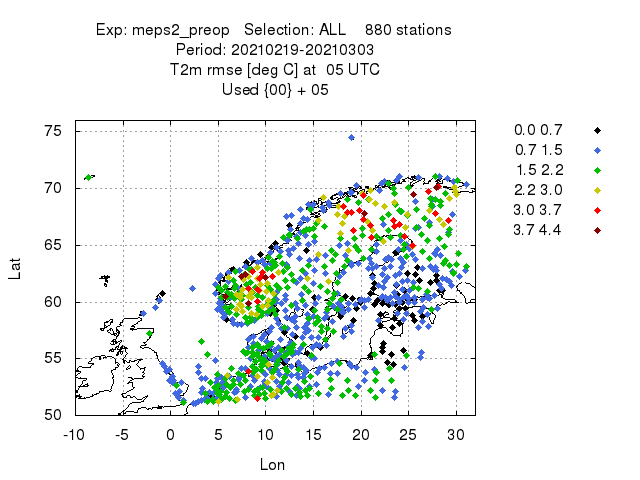 Exp: meps2_preop   Selection: ALL    880 stations
Period: 20210219-20210303
T2m rmse [deg C] at  05 UTC
Used {00} + 05
0.0 0.7
0.7 1.5
1.5 2.2
2.2 3.0
3.0 3.7
3.7 4.4
Lat
75
70
65
60
55
50
-10 -5 0 5 10 15 20 25 30
Lon